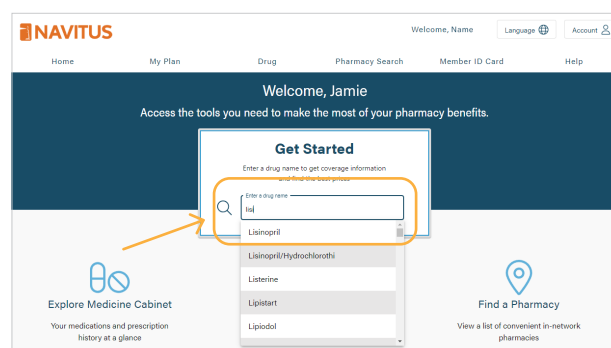 NAVITUS
Welcome, Name
Language
Account
Home
My Plan
Drug
Pharmacy Search
Member ID Card
Help
Welcome, Jamie
Access the tools you need to make the most of your pharmacy benefits.
Get Started
Enter a drug name to get coverage information
and find the best prices
Enter a drug name
lis
Lisinopril
Lisinopril/Hydrochlorothi
Listerine
Lipistart
Lipiodol
Explore Medicine Cabinet
Your medications and prescription
history at a glance
Find a Pharmacy
View a list of convenient in-network
pharmacies